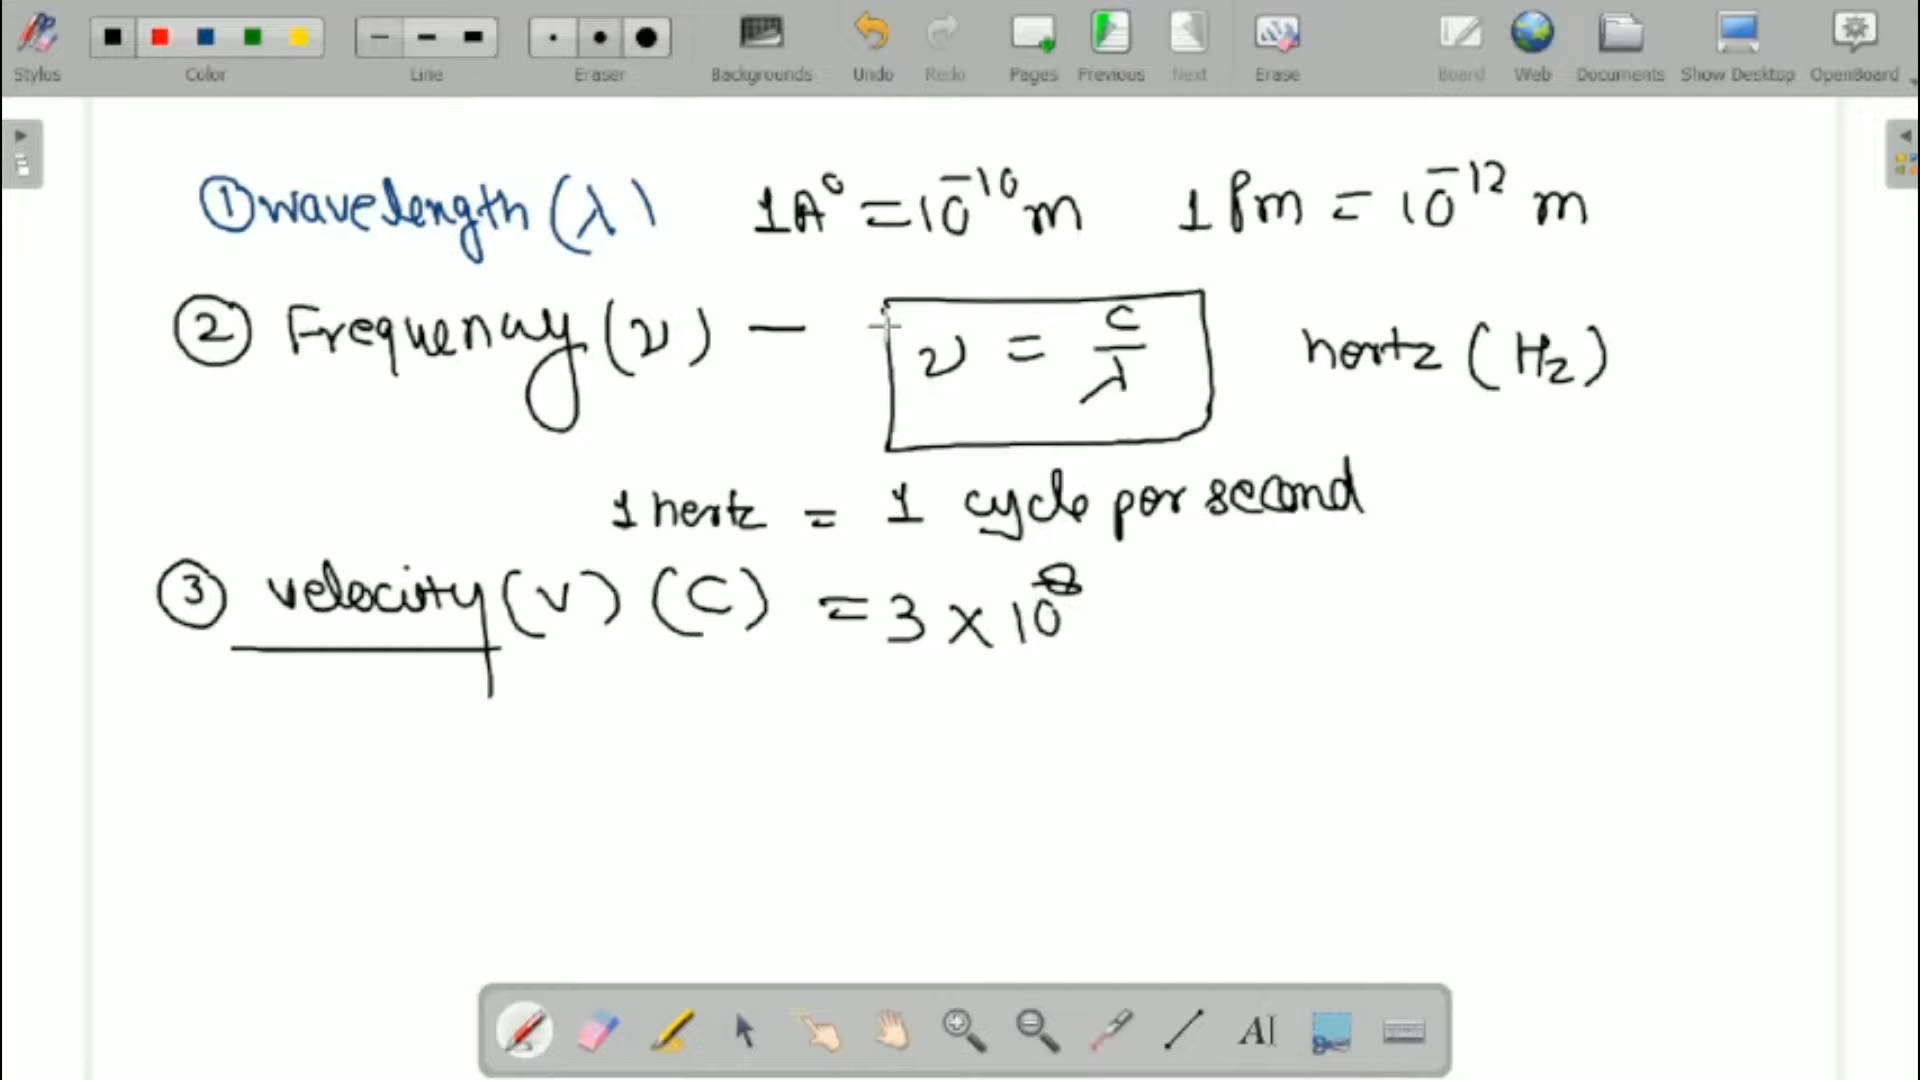 Stylus Color Line Eraser Backgrounds Undo Redo Pages Previous Next Erase Board Web Documents Show Desktop OpenBoard
① wavelength (λ) 1A° = 10⁻¹⁰ m 1 Pm = 10⁻¹² m
② Frequency (ν) — ν = c/λ hertz (Hz)
1 hertz = 1 cycle per second
③ velocity (V) (C) = 3 × 10⁸
AI